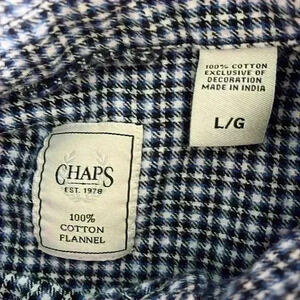 100% COTTON
EXCLUSIVE OF
DECORATION
MADE IN INDIA
L/G
CHAPS
EST. 1978
100%
COTTON
FLANNEL